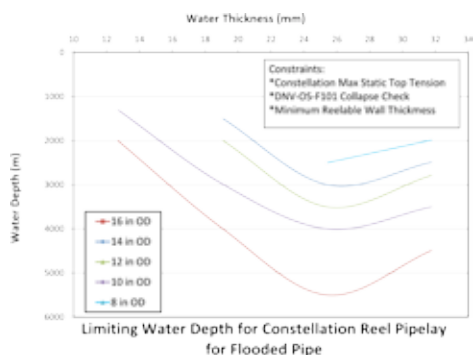 Water Thickness (mm)
10 12 14 16 18 20 22 24 26 28 30 32 34
0
1000
2000
3000
4000
5000
6000
Water Depth (m)
Constraints:
*Constellation Max Static Top Tension
*DNV-OS-F101 Collapse Check
*Minimum Reelable Wall Thickness
16 in OD
14 in OD
12 in OD
10 in OD
8 in OD
Limiting Water Depth for Constellation Reel Pipelay
for Flooded Pipe